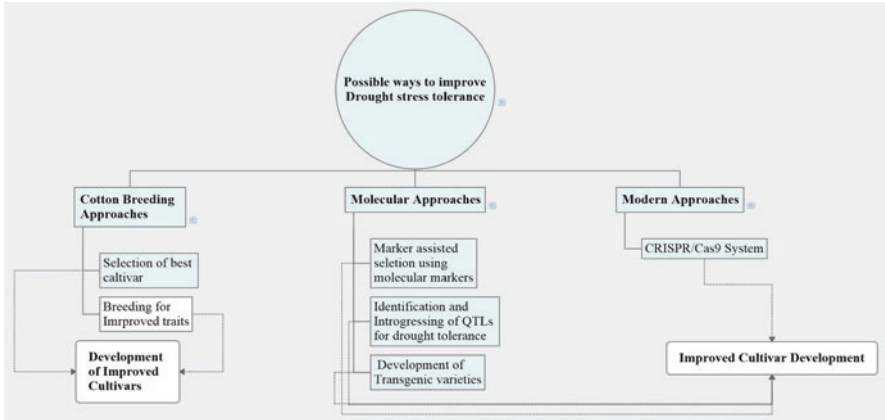 Possible ways to improve
Drought stress tolerance
Cotton Breeding
Approaches
Selection of best
caltivar
Breeding for
Imrproved traits
Development
of Improved
Cultivars
Molecular Approaches
Marker assisted
seletion using
molecular markers
Identification and
Introgressing of QTLs
for drought tolerance
Development of
Transgenic varieties
Modern Approaches
CRISPR/Cas9 System
Improved Cultivar Development